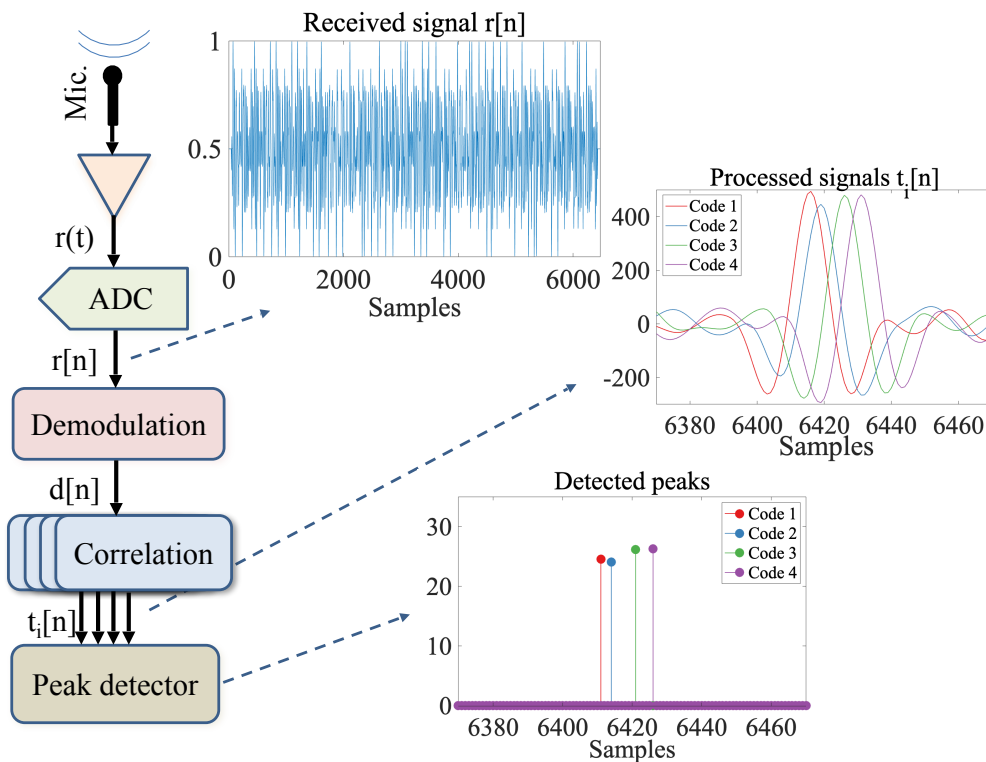 Mic.
r(t)
ADC
r[n]
Demodulation
d[n]
Correlation
t_i[n]
Peak detector
Received signal r[n]
1
0.5
0
0 2000 4000 6000
Samples
Processed signals t_i[n]
Code 1
Code 2
Code 3
Code 4
400
200
0
-200
6380 6400 6420 6440 6460
Samples
Detected peaks
Code 1
Code 2
Code 3
Code 4
30
20
10
0
6380 6400 6420 6440 6460
Samples